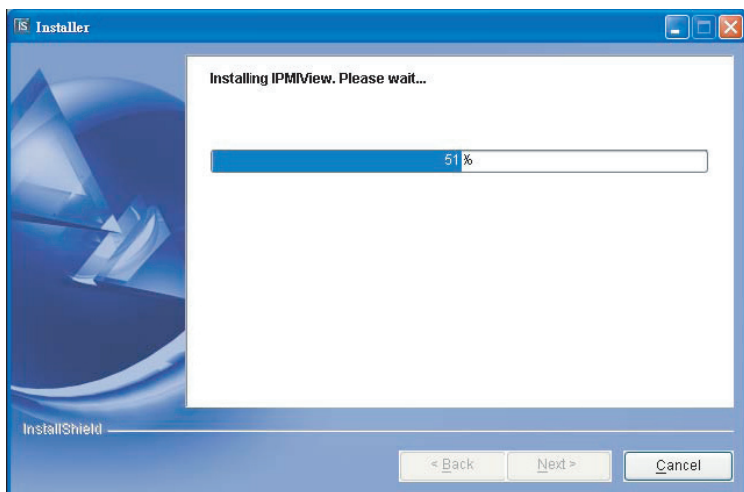 Installer
Installing IPMIView. Please wait...
51%
InstallShield
< Back
Next >
Cancel